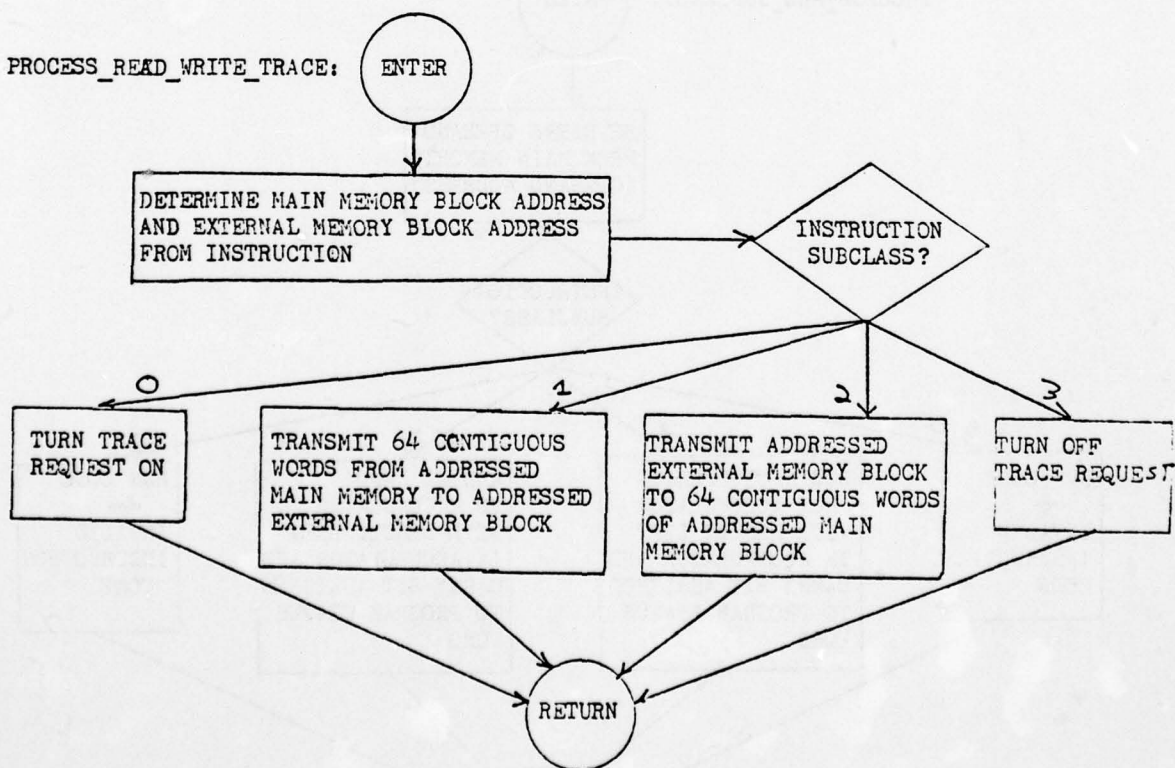 PROCESS_READ_WRITE_TRACE:
ENTER
DETERMINE MAIN MEMORY BLOCK ADDRESS
AND EXTERNAL MEMORY BLOCK ADDRESS
FROM INSTRUCTION
INSTRUCTION
SUBCLASS?
0
1
2
3
TURN TRACE
REQUEST ON
TRANSMIT 64 CONTIGUOUS
WORDS FROM ADDRESSED
MAIN MEMORY TO ADDRESSED
EXTERNAL MEMORY BLOCK
TRANSMIT ADDRESSED
EXTERNAL MEMORY BLOCK
TO 64 CONTIGUOUS WORDS
OF ADDRESSED MAIN
MEMORY BLOCK
TURN OFF
TRACE REQUEST
RETURN